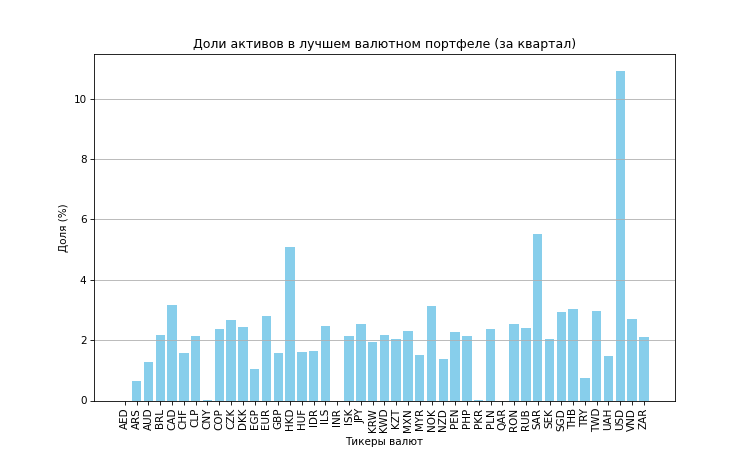 Доли активов в лучшем валютном портфеле (за квартал)
Доля (%)
10
8
6
4
2
0
AED ARS AUD BRL CAD CHF CLP CNY COP CZK DKK EGP EUR GBP HKD HUF IDR ILS INR ISK JPY KRW KWD KZT MXN MYR NOK NZD PEN PHP PKR PLN QAR RON RUB SAR SEK SGD THB TRY TWD UAH USD VND ZAR
Тикеры валют